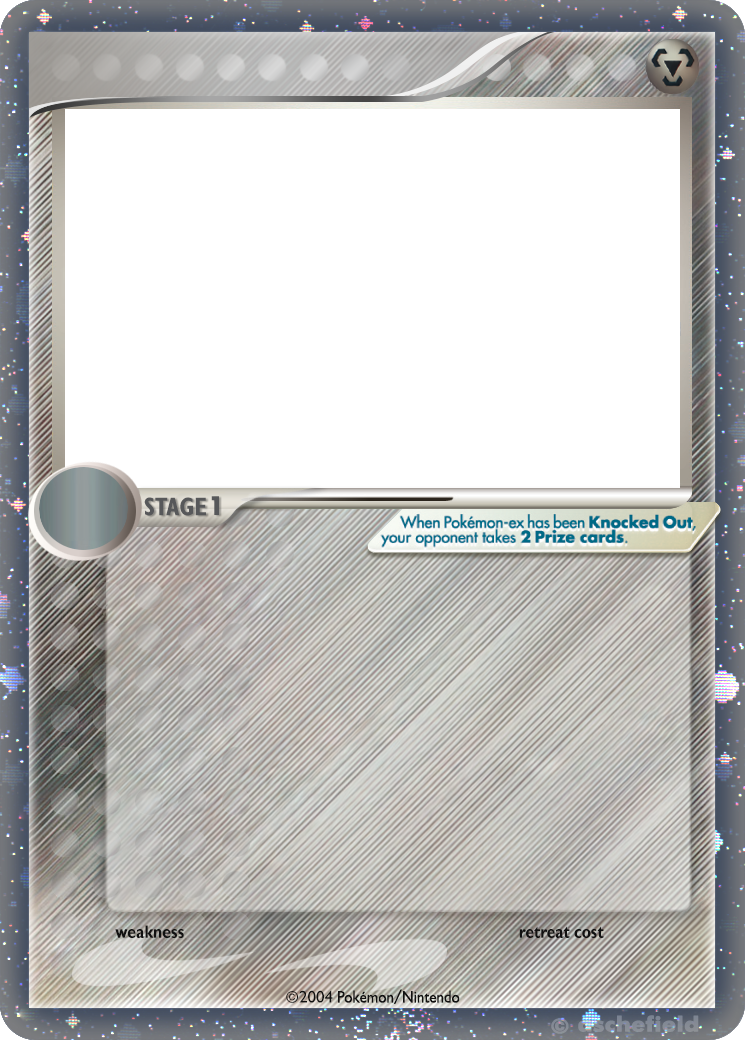 STAGE 1
When Pokémon-ex has been Knocked Out,
your opponent takes 2 Prize cards.
weakness retreat cost
©2004 Pokémon/Nintendo
© aschefield